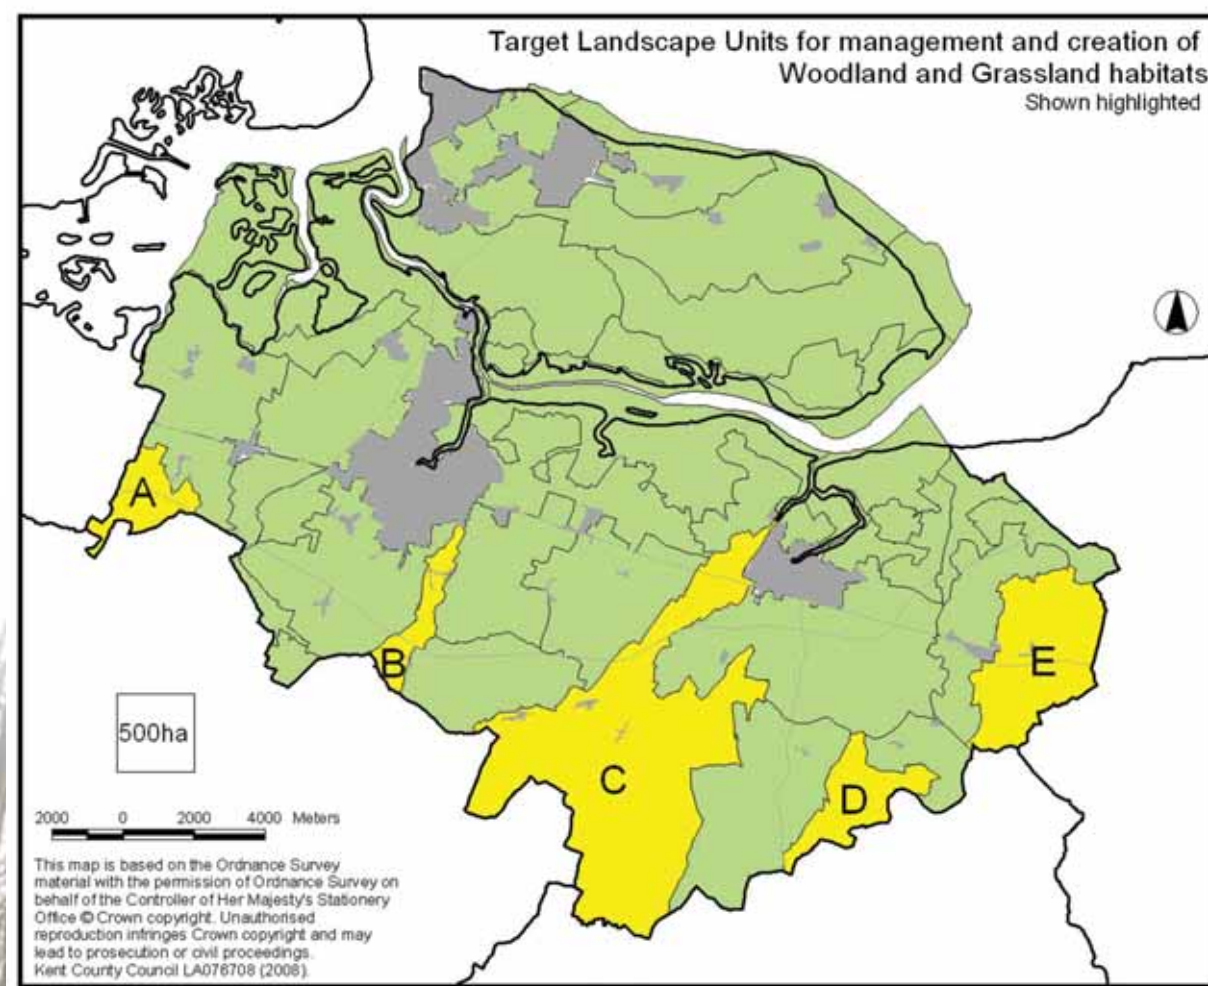 Target Landscape Units for management and creation of
Woodland and Grassland habitats
Shown highlighted
A
B
C
D
E
500ha
2000 0 2000 4000 Meters
This map is based on the Ordnance Survey
material with the permission of Ordnance Survey on
behalf of the Controller of Her Majesty's Stationery
Office © Crown copyright. Unauthorised
reproduction infringes Crown copyright and may
lead to prosecution or civil proceedings.
Kent County Council LA076708 (2008).